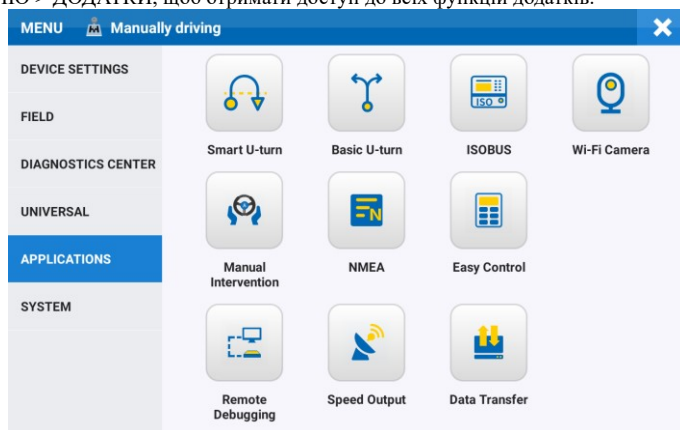 > ДОДАТКИ, щоб отримати доступ до всіх функцій додатків.
MENU Manually driving
DEVICE SETTINGS
FIELD
DIAGNOSTICS CENTER
UNIVERSAL
APPLICATIONS
SYSTEM
Smart U-turn
Basic U-turn
ISO
ISOBUS
Wi-Fi Camera
Manual
Intervention
N
NMEA
Easy Control
Remote
Debugging
Speed Output
Data Transfer